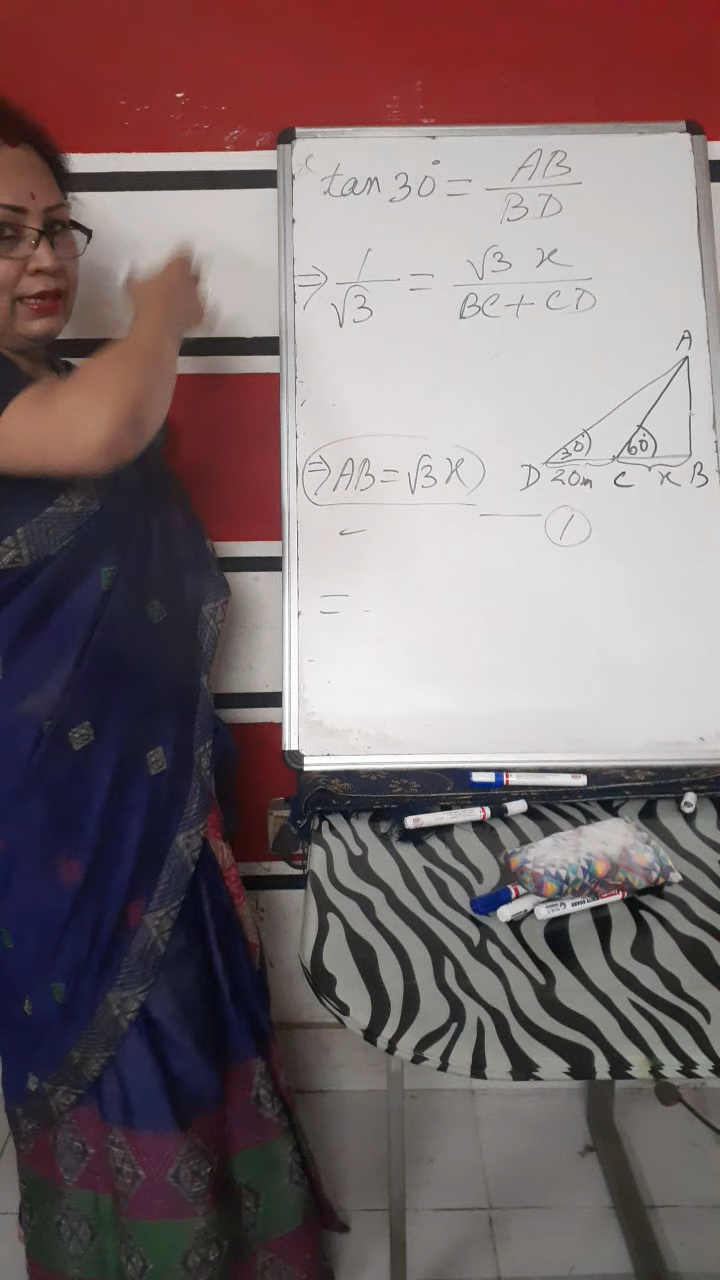 tan 30° = AB/BD
⇒ 1/√3 = √3 x/BC + CD
A
30° 60°
D 20m C x B
⇒ AB = √3 x
— 1
=